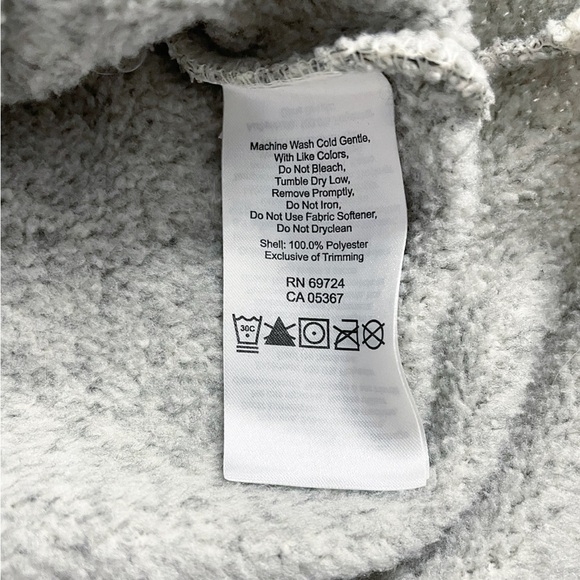 Machine Wash Cold Gentle,
With Like Colors,
Do Not Bleach,
Tumble Dry Low,
Remove Promptly,
Do Not Iron,
Do Not Use Fabric Softener,
Do Not Dryclean
Shell: 100.0% Polyester
Exclusive of Trimming
RN 69724
CA 05367
30C